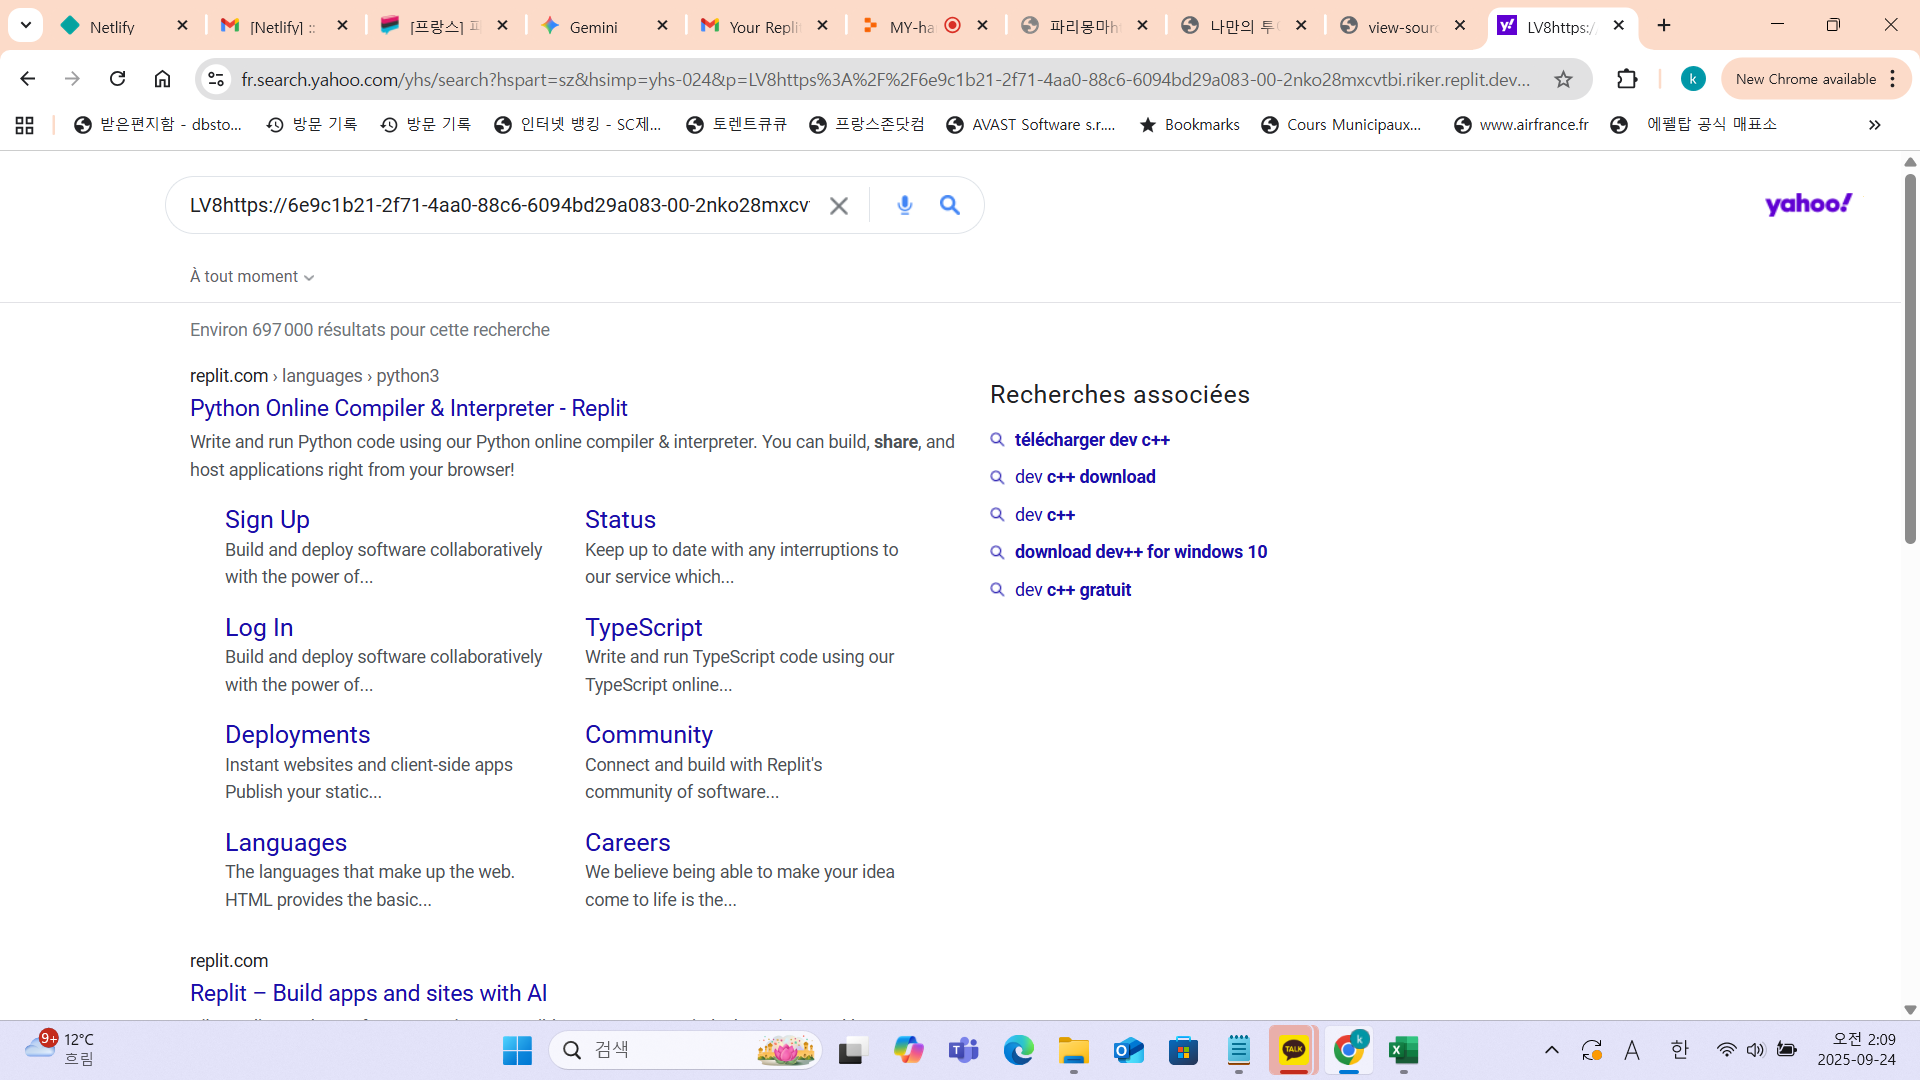 Netlify
[Netlify] ::
[프랑스] 파
Gemini
Your Repli
MY-ha
파리몽마h
나만의 투
view-sour
LV8https:/
fr.search.yahoo.com/yhs/search?hspart=sz&hsimp=yhs-024&p=LV8https%3A%2F%2F6e9c1b21-2f71-4aa0-88c6-6094bd29a083-00-2nko28mxcvtbi.riker.replit.dev...
k
New Chrome available
받은편지함 - dbsto...
방문 기록
방문 기록
인터넷 뱅킹 - SC제...
토렌트큐큐
프랑스존닷컴
AVAST Software s.r....
Bookmarks
Cours Municipaux...
www.airfrance.fr
에펠탑 공식 매표소
LV8https://6e9c1b21-2f71-4aa0-88c6-6094bd29a083-00-2nko28mxcv
yahoo!
À tout moment
Environ 697 000 résultats pour cette recherche
replit.com › languages › python3
Python Online Compiler & Interpreter - Replit
Write and run Python code using our Python online compiler & interpreter. You can build, share, and
host applications right from your browser!
Sign Up
Build and deploy software collaboratively
with the power of...
Status
Keep up to date with any interruptions to
our service which...
Log In
Build and deploy software collaboratively
with the power of...
TypeScript
Write and run TypeScript code using our
TypeScript online...
Deployments
Instant websites and client-side apps
Publish your static...
Community
Connect and build with Replit's
community of software...
Languages
The languages that make up the web.
HTML provides the basic...
Careers
We believe being able to make your idea
come to life is the...
replit.com
Replit – Build apps and sites with AI
Recherches associées
télécharger dev c++
dev c++ download
dev c++
download dev++ for windows 10
dev c++ gratuit
9+
12°C
흐림
검색
TALK
k
A
한
오전 2:09
2025-09-24